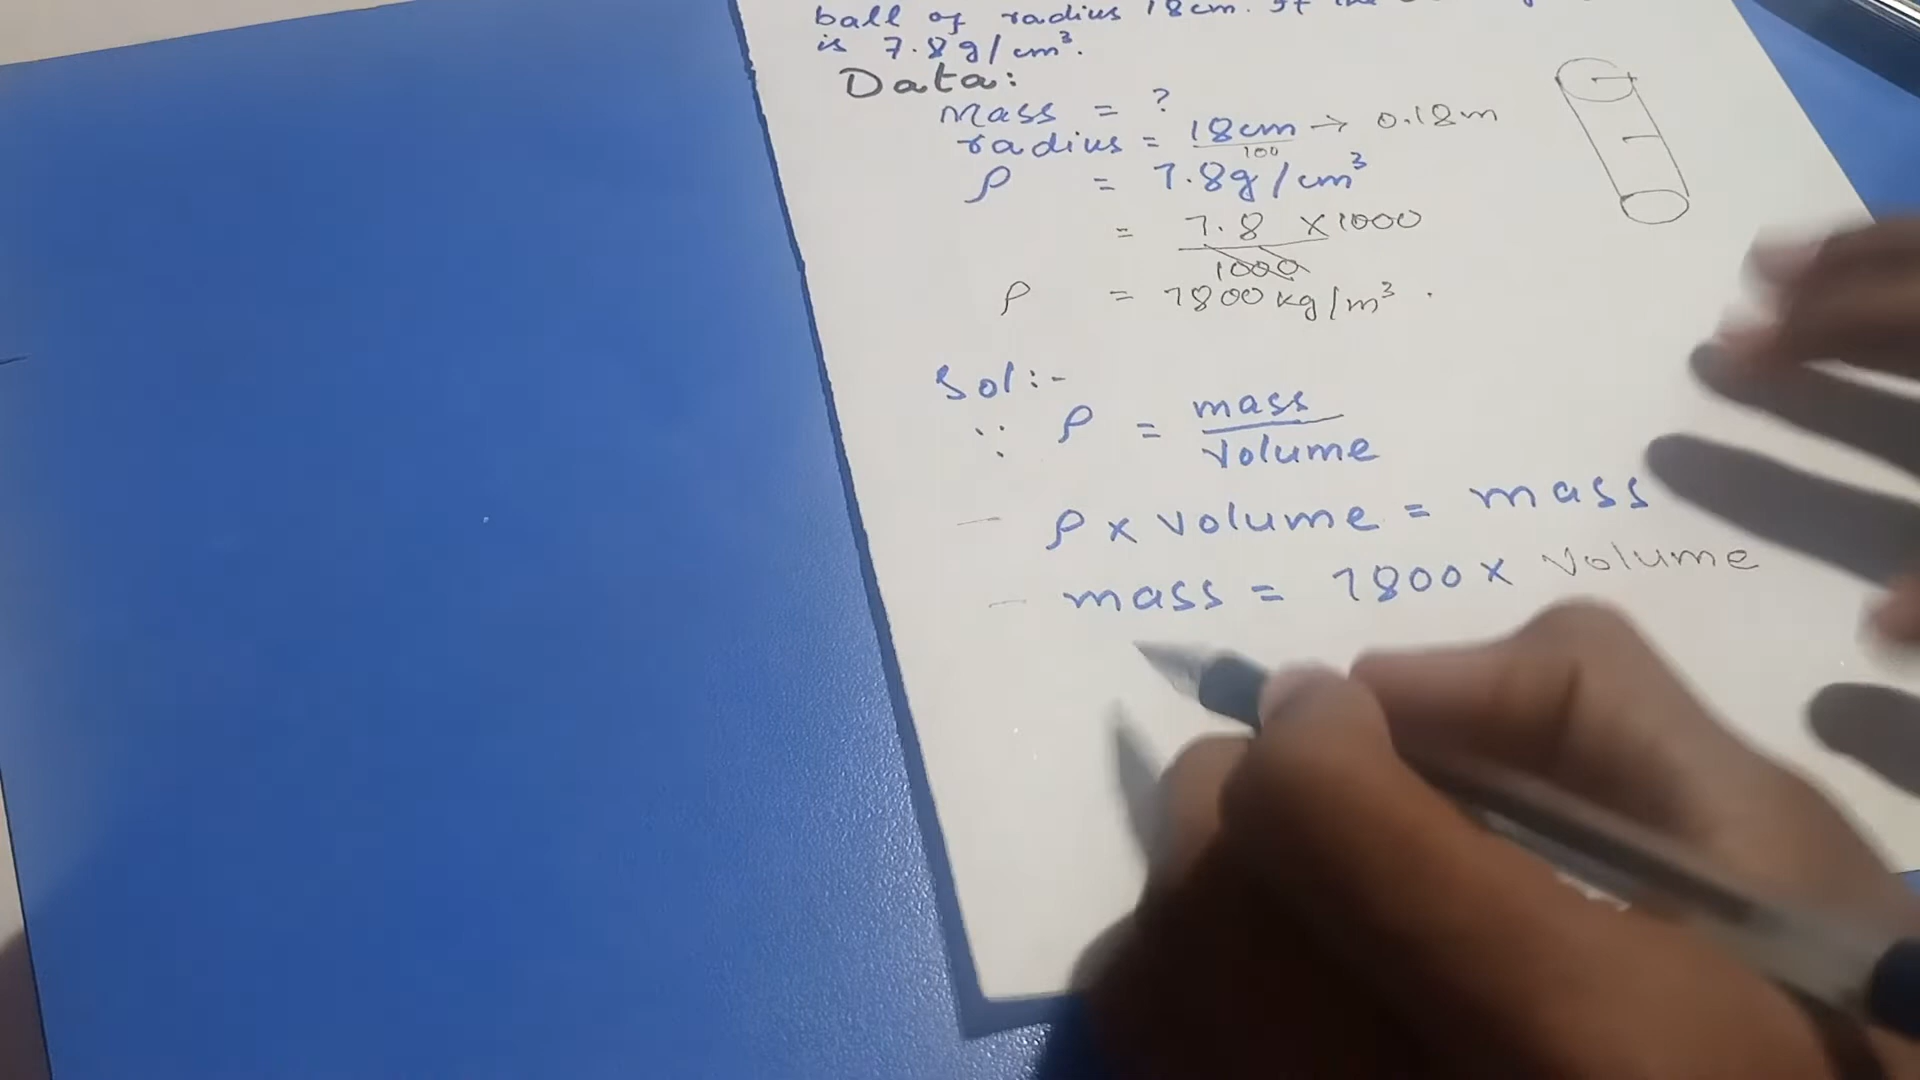 ball of radius 18cm. If the
is 7.8g/cm³.
Data:
mass = ?
radius = 18cm → 0.18m
100
ρ = 7.8g/cm³
= 7.8 x 1000
1000
ρ = 7800 kg/m³.
Sol:-
∵ ρ = mass
volume
ρ x volume = mass
mass = 7800 x volume